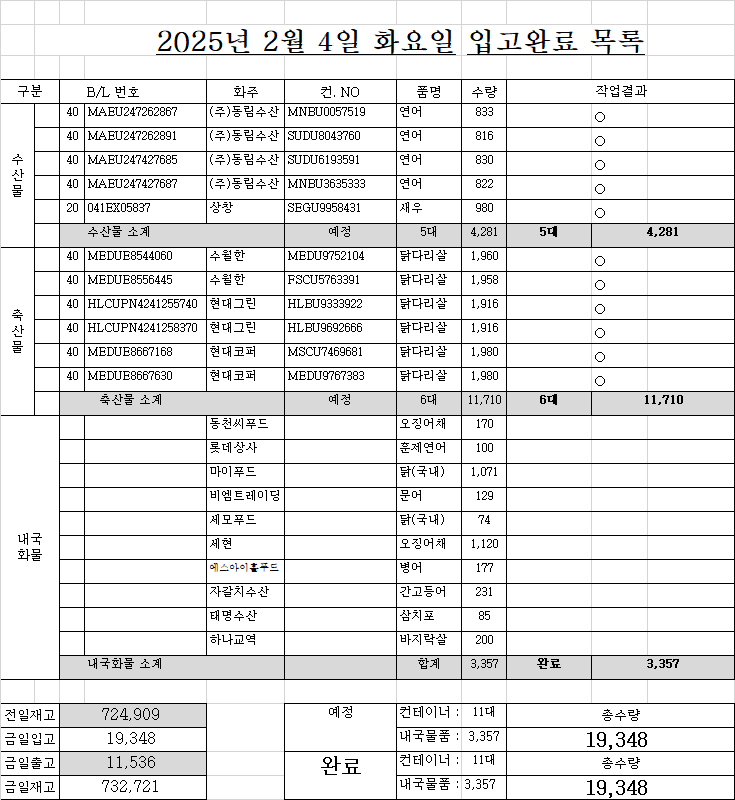 2025년 2월 4일 화요일 입고완료 목록
구분 B/L 번호 화주 컨. NO 품명 수량 작업결과
수산물
40 MAEU247262867 (주)동림수산 MNBU0057519 연어 833 ○
40 MAEU247262891 (주)동림수산 SUDU8043760 연어 816 ○
40 MAEU247427685 (주)동림수산 SUDU6193591 연어 830 ○
40 MAEU247427687 (주)동림수산 MNBU3635333 연어 822 ○
20 041EX05837 상창 SEGU9958431 새우 980 ○
수산물 소계 예정 5대 4,281 5대 4,281
축산물
40 MEDUE8544060 수월한 MEDU9752104 닭다리살 1,960 ○
40 MEDUE8556445 수월한 FSCU5763391 닭다리살 1,958 ○
40 HLCUPN4241255740 현대그린 HLBU9333922 닭다리살 1,916 ○
40 HLCUPN4241258370 현대그린 HLBU9692666 닭다리살 1,916 ○
40 MEDUE8667168 현대코퍼 MSCU7469681 닭다리살 1,980 ○
40 MEDUE8667630 현대코퍼 MEDU9767383 닭다리살 1,980 ○
축산물 소계 예정 6대 11,710 6대 11,710
내국화물
동천씨푸드 오징어채 170
롯데상사 훈제연어 100
마이푸드 닭(국내) 1,071
비엠트레이딩 문어 129
세모푸드 닭(국내) 74
세현 오징어채 1,120
에스아이홀푸드 병어 177
자갈치수산 간고등어 231
태명수산 삼치포 85
하나교역 바지락살 200
내국화물 소계 합계 3,357 완료 3,357
전일재고 724,909 예정 컨테이너 : 11대 총수량
금일입고 19,348 내국물품 : 3,357 19,348
금일출고 11,536 완료 컨테이너 : 11대 총수량
금일재고 732,721 내국물품 : 3,357 19,348